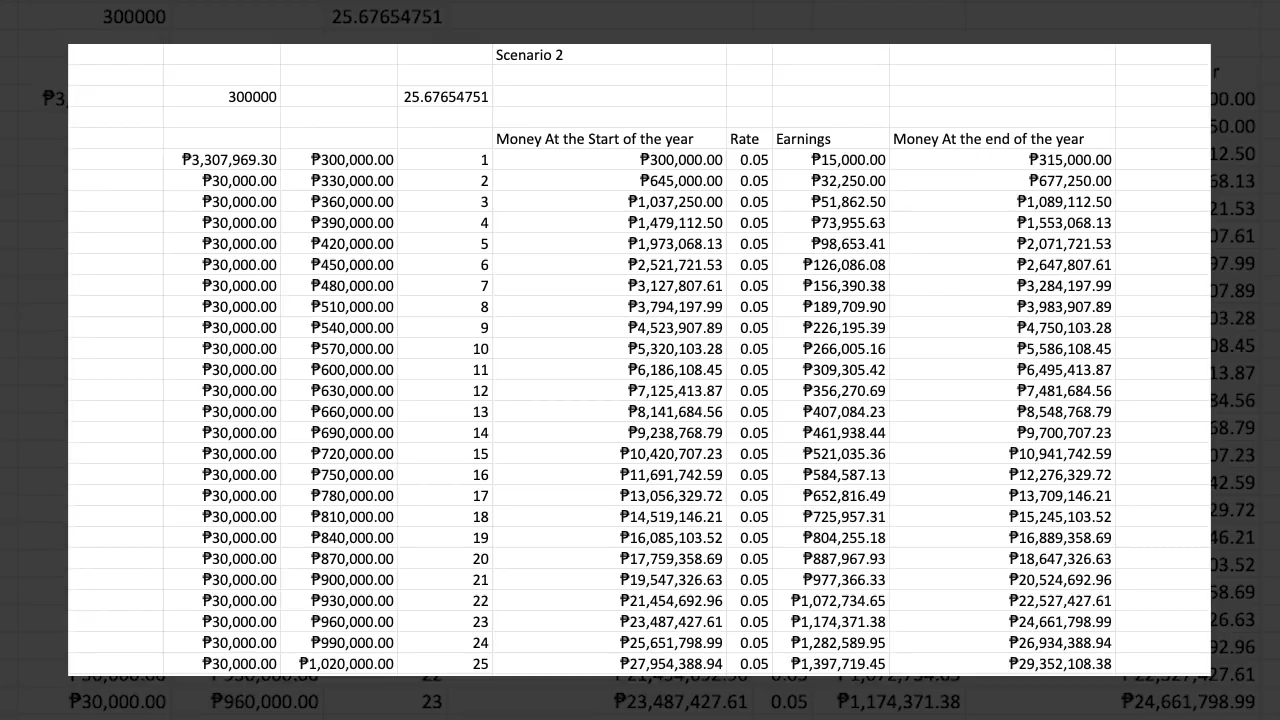 300000 25.67654751
Scenario 2
300000 25.67654751
Money At the Start of the year Rate Earnings Money At the end of the year
₱3,307,969.30 ₱300,000.00 1 ₱300,000.00 0.05 ₱15,000.00 ₱315,000.00
₱30,000.00 ₱330,000.00 2 ₱645,000.00 0.05 ₱32,250.00 ₱677,250.00
₱30,000.00 ₱360,000.00 3 ₱1,037,250.00 0.05 ₱51,862.50 ₱1,089,112.50
₱30,000.00 ₱390,000.00 4 ₱1,479,112.50 0.05 ₱73,955.63 ₱1,553,068.13
₱30,000.00 ₱420,000.00 5 ₱1,973,068.13 0.05 ₱98,653.41 ₱2,071,721.53
₱30,000.00 ₱450,000.00 6 ₱2,521,721.53 0.05 ₱126,086.08 ₱2,647,807.61
₱30,000.00 ₱480,000.00 7 ₱3,127,807.61 0.05 ₱156,390.38 ₱3,284,197.99
₱30,000.00 ₱510,000.00 8 ₱3,794,197.99 0.05 ₱189,709.90 ₱3,983,907.89
₱30,000.00 ₱540,000.00 9 ₱4,523,907.89 0.05 ₱226,195.39 ₱4,750,103.28
₱30,000.00 ₱570,000.00 10 ₱5,320,103.28 0.05 ₱266,005.16 ₱5,586,108.45
₱30,000.00 ₱600,000.00 11 ₱6,186,108.45 0.05 ₱309,305.42 ₱6,495,413.87
₱30,000.00 ₱630,000.00 12 ₱7,125,413.87 0.05 ₱356,270.69 ₱7,481,684.56
₱30,000.00 ₱660,000.00 13 ₱8,141,684.56 0.05 ₱407,084.23 ₱8,548,768.79
₱30,000.00 ₱690,000.00 14 ₱9,238,768.79 0.05 ₱461,938.44 ₱9,700,707.23
₱30,000.00 ₱720,000.00 15 ₱10,420,707.23 0.05 ₱521,035.36 ₱10,941,742.59
₱30,000.00 ₱750,000.00 16 ₱11,691,742.59 0.05 ₱584,587.13 ₱12,276,329.72
₱30,000.00 ₱780,000.00 17 ₱13,056,329.72 0.05 ₱652,816.49 ₱13,709,146.21
₱30,000.00 ₱810,000.00 18 ₱14,519,146.21 0.05 ₱725,957.31 ₱15,245,103.52
₱30,000.00 ₱840,000.00 19 ₱16,085,103.52 0.05 ₱804,255.18 ₱16,889,358.69
₱30,000.00 ₱870,000.00 20 ₱17,759,358.69 0.05 ₱887,967.93 ₱18,647,326.63
₱30,000.00 ₱900,000.00 21 ₱19,547,326.63 0.05 ₱977,366.33 ₱20,524,692.96
₱30,000.00 ₱930,000.00 22 ₱21,454,692.96 0.05 ₱1,072,734.65 ₱22,527,427.61
₱30,000.00 ₱960,000.00 23 ₱23,487,427.61 0.05 ₱1,174,371.38 ₱24,661,798.99
₱30,000.00 ₱990,000.00 24 ₱25,651,798.99 0.05 ₱1,282,589.95 ₱26,934,388.94
₱30,000.00 ₱1,020,000.00 25 ₱27,954,388.94 0.05 ₱1,397,719.45 ₱29,352,108.38
₱30,000.00 ₱960,000.00 23 ₱23,487,427.61 0.05 ₱1,174,371.38 ₱24,661,798.99